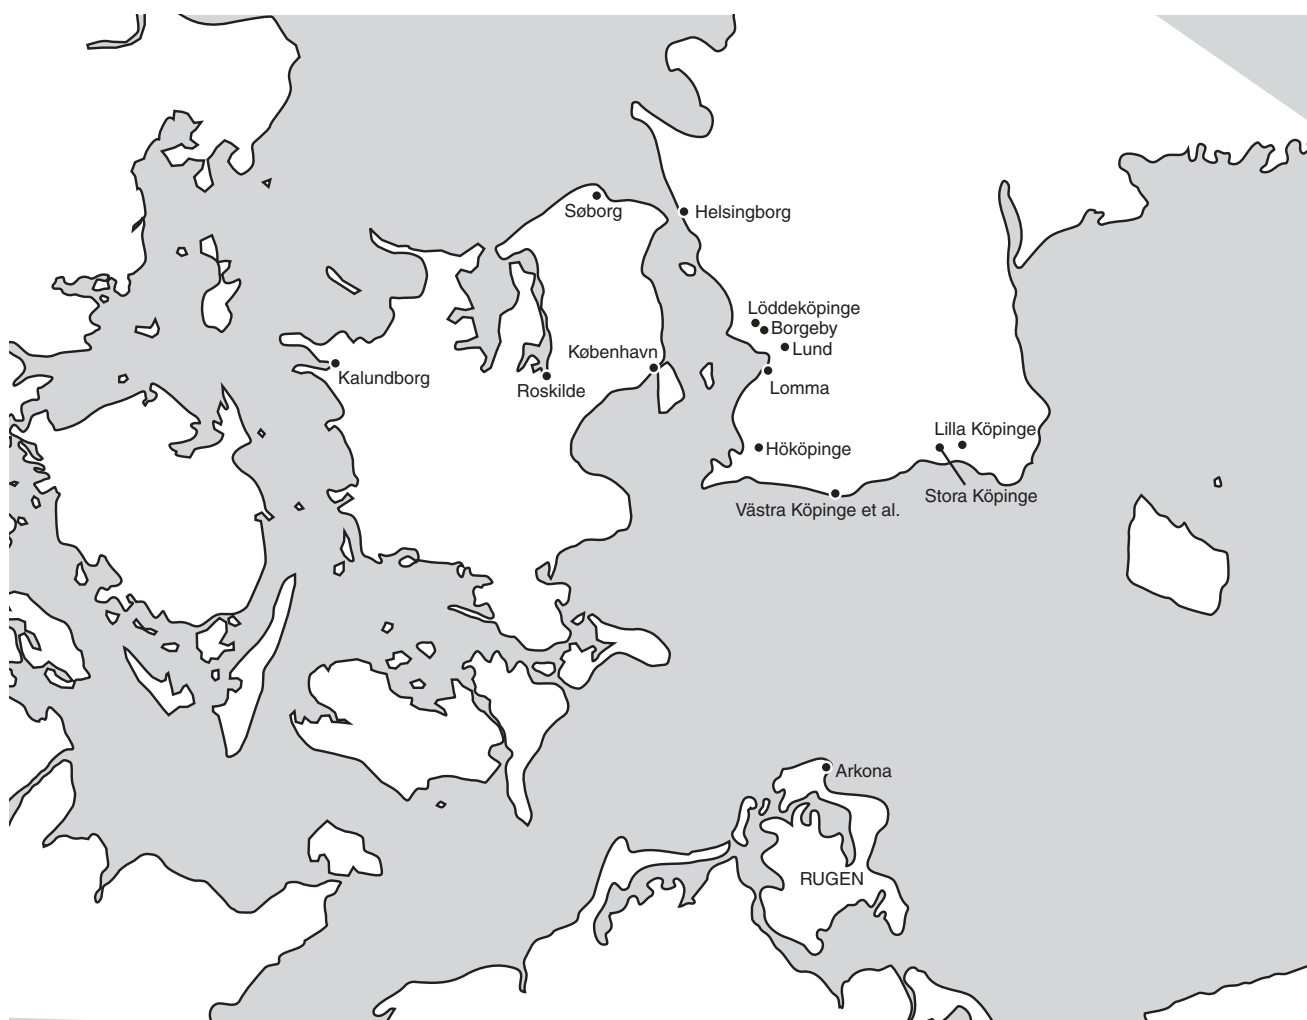 Søborg
Helsingborg
Löddeköpinge
Borgeby
Lund
København
Lomma
Kalundborg
Roskilde
Lilla Köpinge
Hököpinge
Stora Köpinge
Västra Köpinge et al.
Arkona
RUGEN